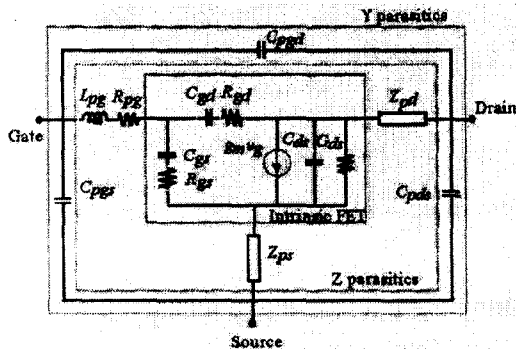 Y parasitics
Cpgd
Lpg Rpg
Cgd Rgd
Zpd
Gate
Drain
Cgs
gmvg
Cds
Gds
Rgs
Cpgs
Cpds
Intrinsic FET
Zps
Z parasitics
Source